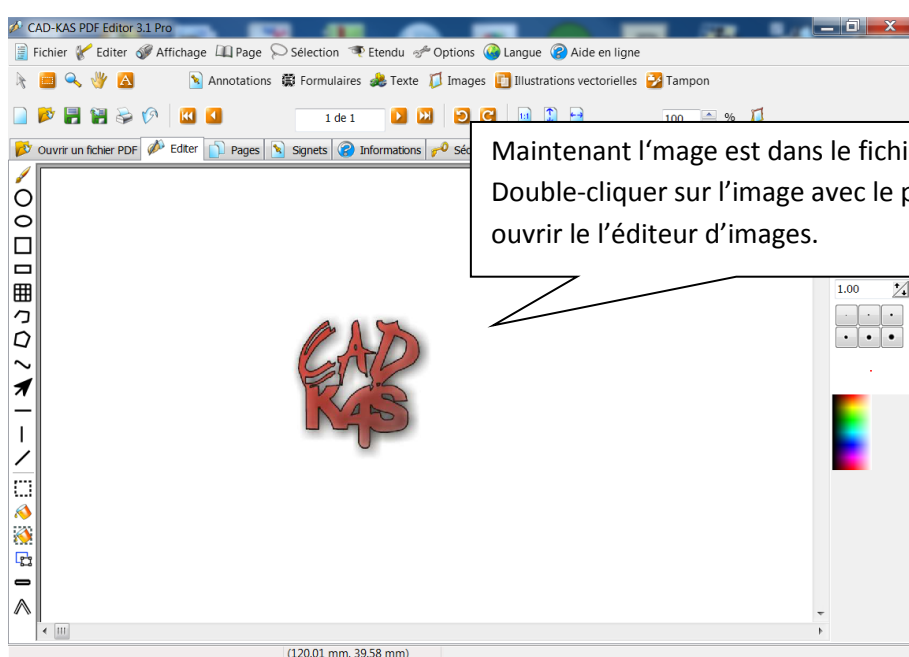 CAD-KAS PDF Editor 3.1 Pro
Fichier Editer Affichage Page Sélection Etendu Options Langue Aide en ligne
A Annotations Formulaires Texte Images Illustrations vectorielles Tampon
1 de 1 1:1 100 %
Ouvrir un fichier PDF Editer Pages Signets Informations Séc
Maintenant l‘mage est dans le fichi
Double-cliquer sur l’image avec le p
ouvrir le l’éditeur d’images.
1.00
CAD
KAS
(120.01 mm, 39.58 mm)